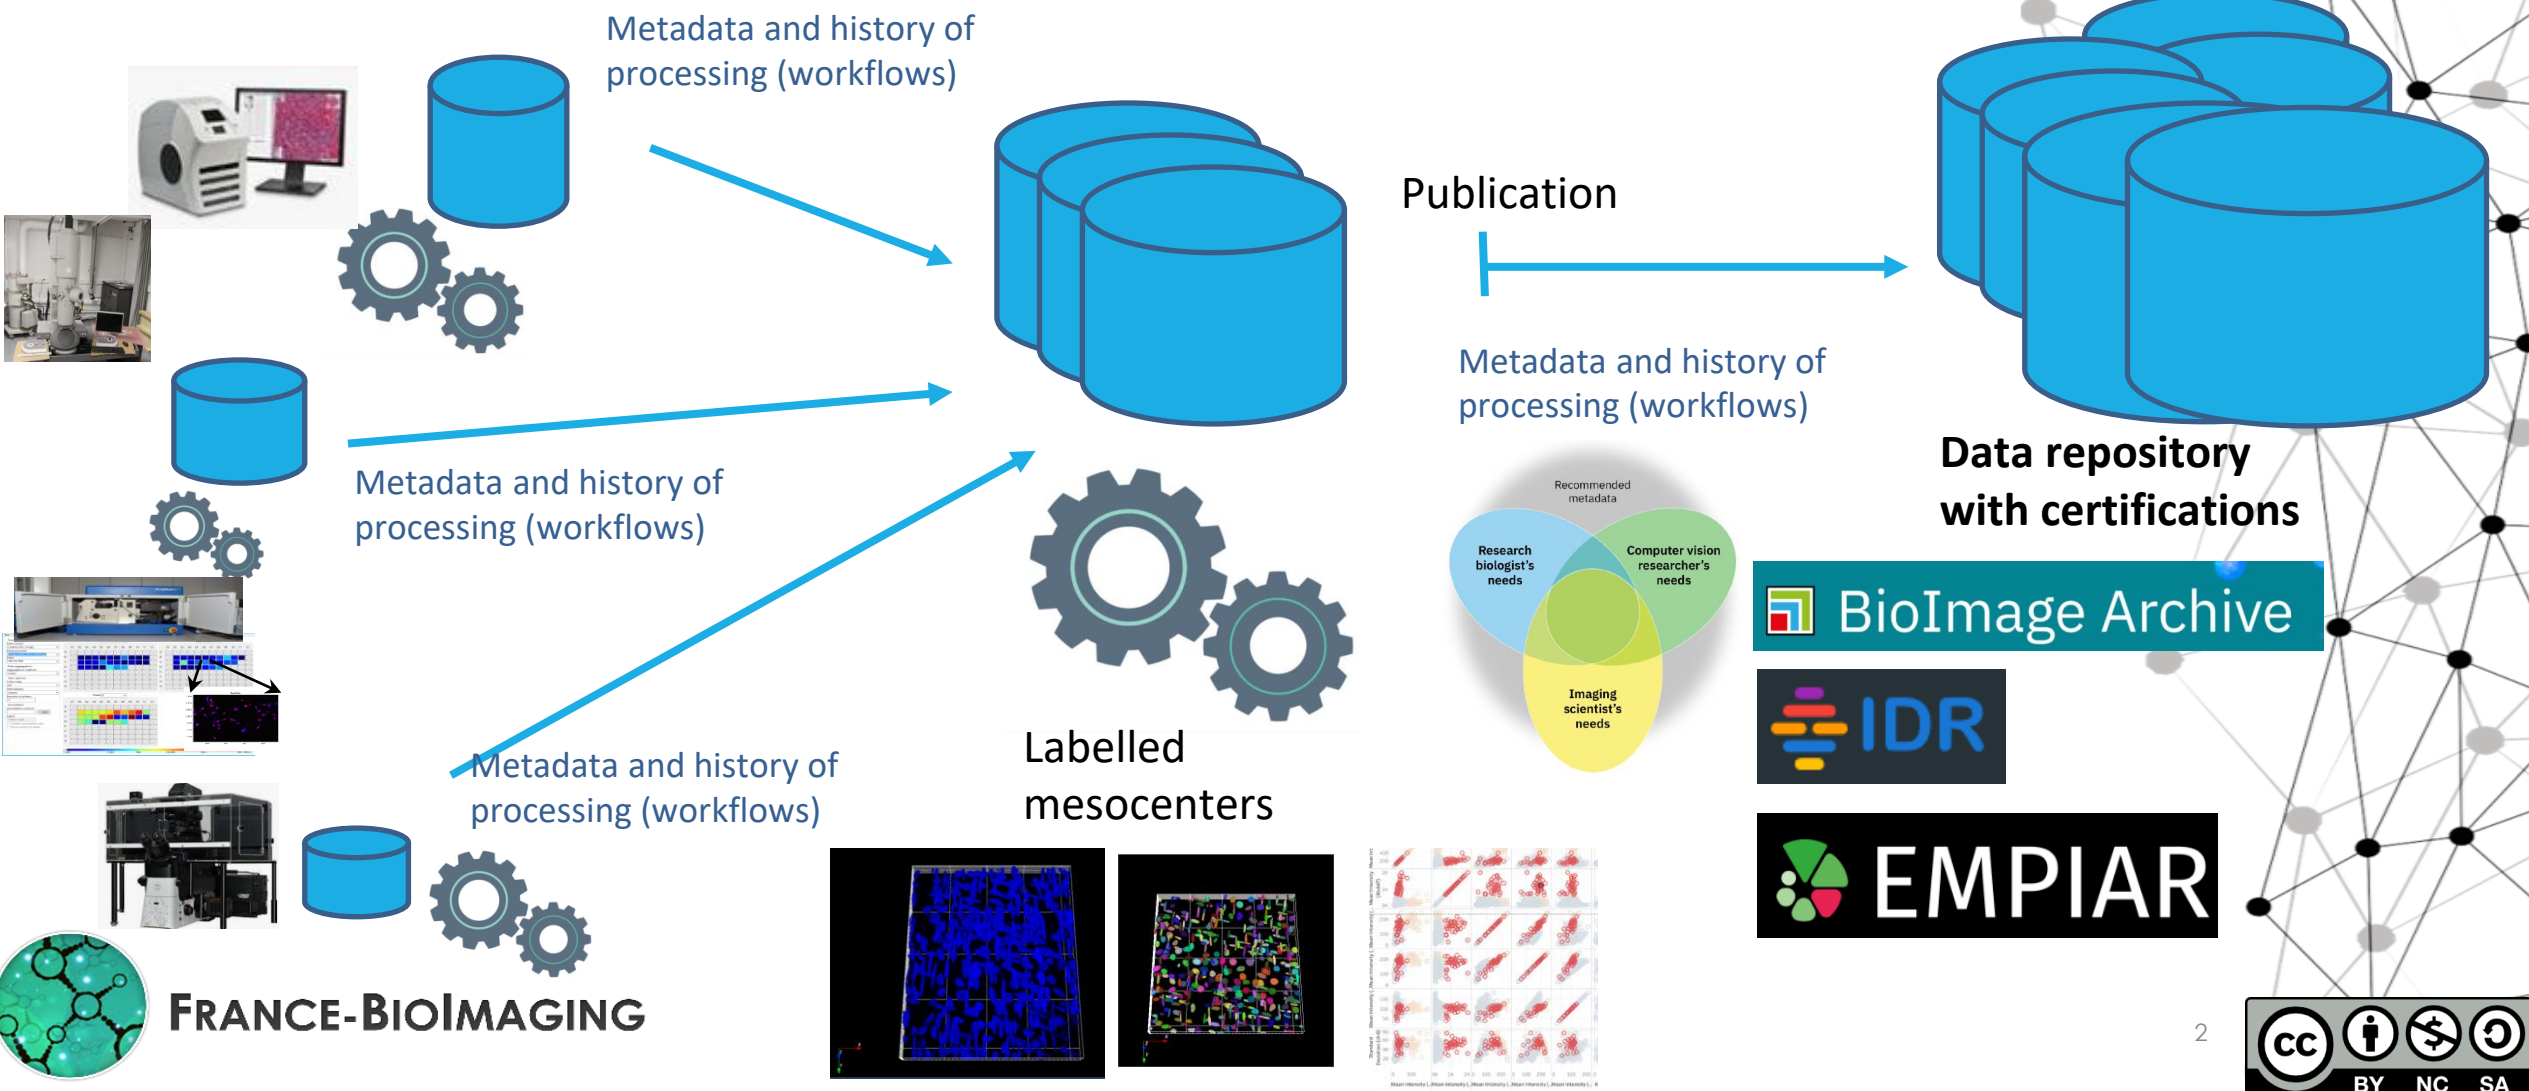 Metadata and history of
processing (workflows)
Publication
Metadata and history of
processing (workflows)
Metadata and history of
processing (workflows)
Data repository
with certifications
Recommended
metadata
Research
biologist's
needs
Computer vision
researcher's
needs
Imaging
scientist's
needs
BioImage Archive
IDR
EMPIAR
Labelled
mesocenters
Metadata and history of
processing (workflows)
FRANCE-BIOIMAGING
2
cc
BY NC SA